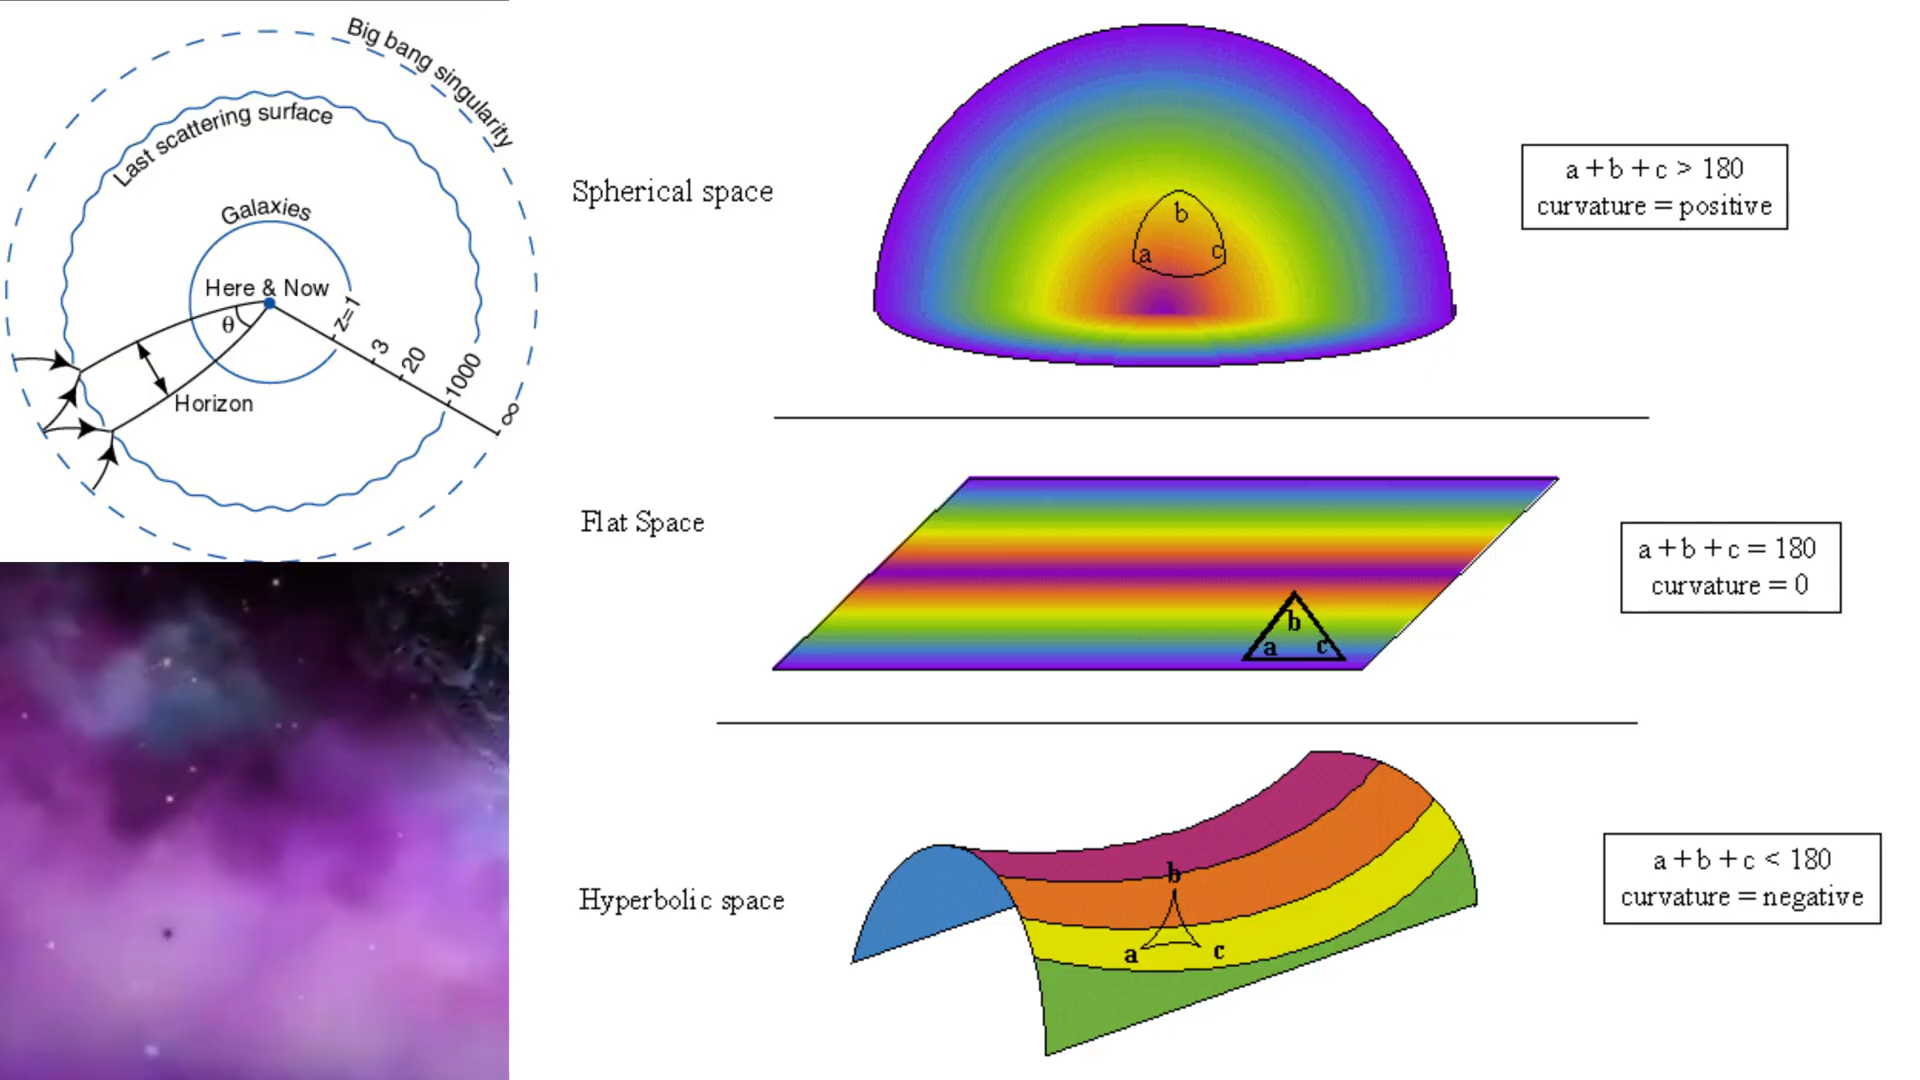 Big bang singularity
Last scattering surface
Galaxies
Here & Now
θ
Horizon
z=1
3
20
1000
∞
Spherical space
b
a
c
a + b + c > 180
curvature = positive
Flat Space
b
a
c
a + b + c = 180
curvature = 0
Hyperbolic space
b
a
c
a + b + c < 180
curvature = negative